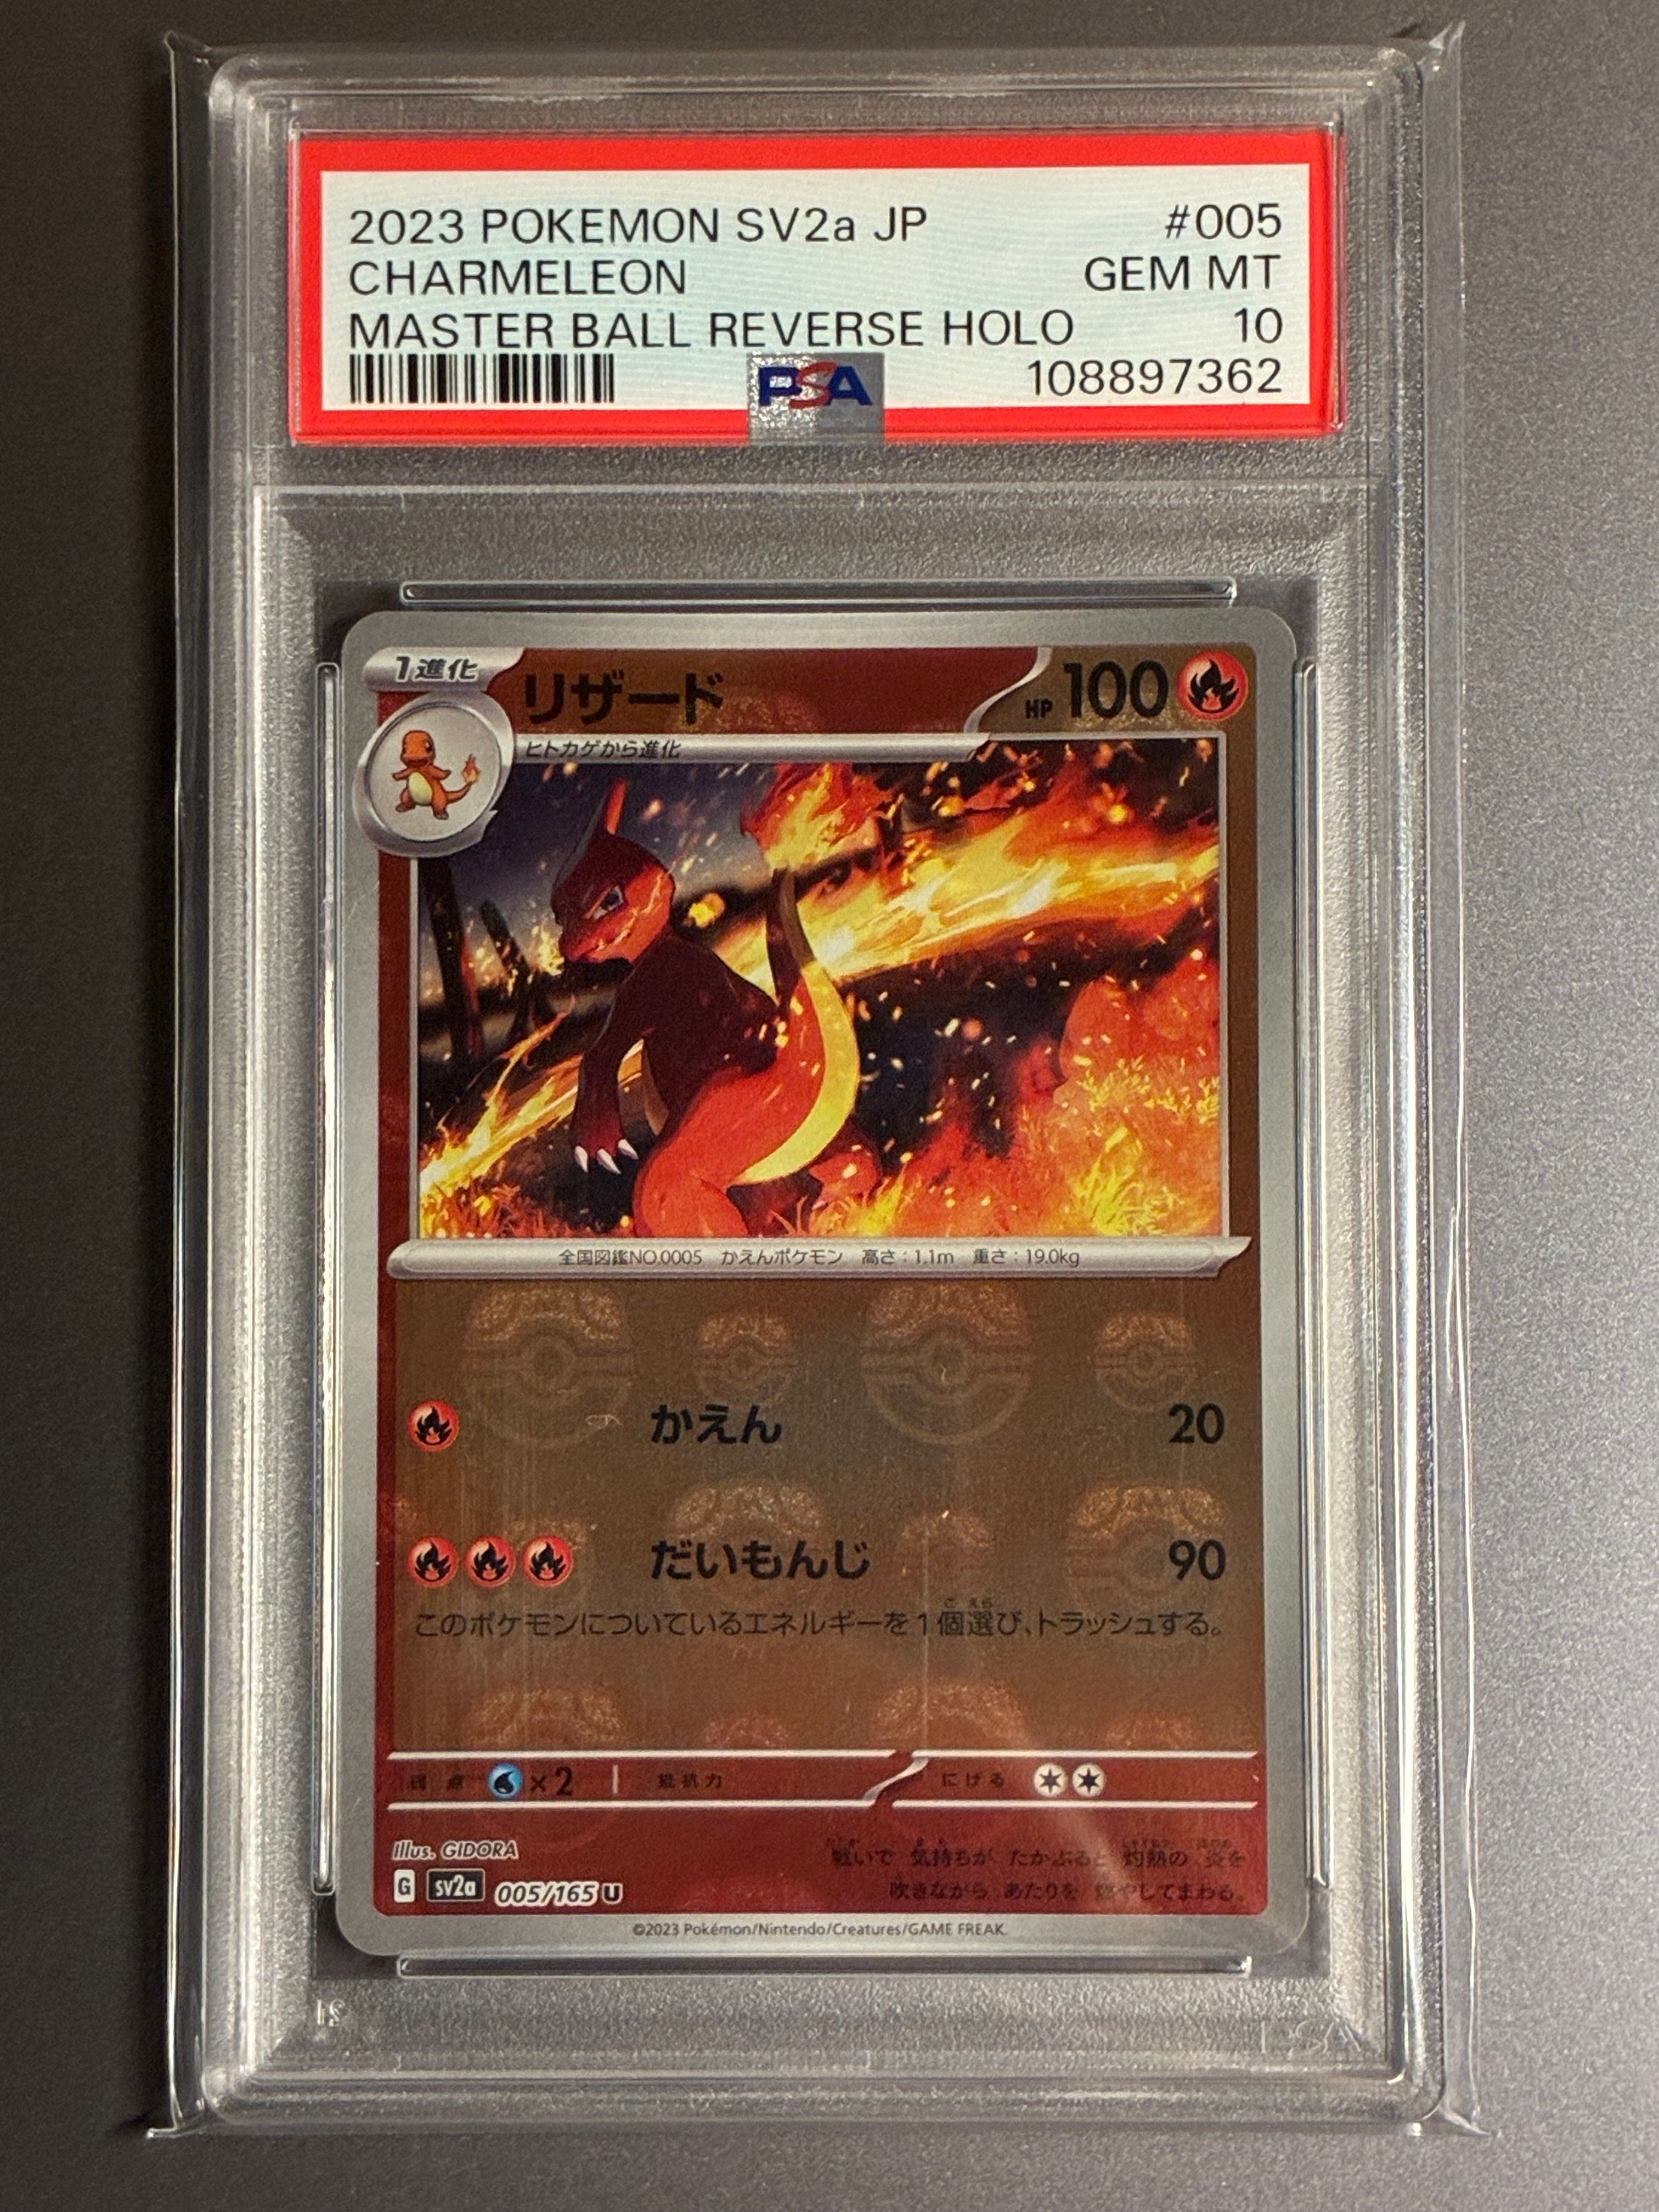 2023 POKEMON SV2a JP #005
CHARMELEON GEM MT
MASTER BALL REVERSE HOLO 10
PSA 108897362
1進化 リザード HP 100
ヒトカゲから進化
全国図鑑NO.0005 かえんポケモン 高さ:1.1m 重さ:19.0kg
かえん 20
だいもんじ 90
このポケモンについているエネルギーを1個選び、トラッシュする。
弱点 ×2 抵抗力 にげる
Illus. GIDORA
戦いで 気持ちが たかぶると 灼熱の 炎を
吹きながら あたりを 燃やしてまわる。
G sv2a 005/165 U
©2023 Pokémon/Nintendo/Creatures/GAME FREAK.